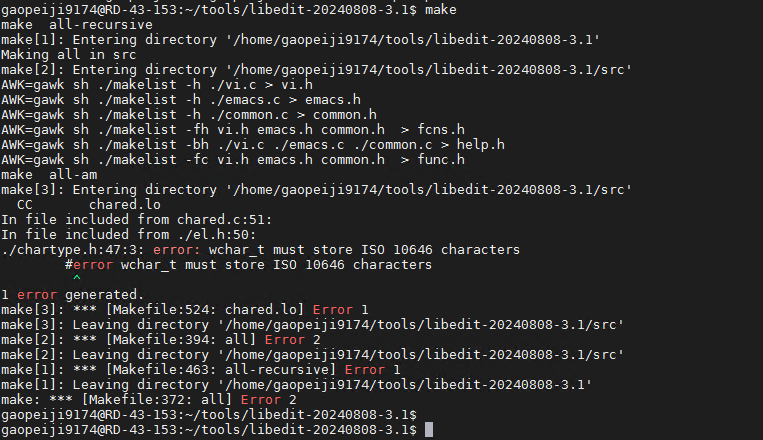 gaopeiji9174@RD-43-153:~/tools/libedit-20240808-3.1$ make
make  all-recursive
make[1]: Entering directory '/home/gaopeiji9174/tools/libedit-20240808-3.1'
Making all in src
make[2]: Entering directory '/home/gaopeiji9174/tools/libedit-20240808-3.1/src'
AWK=gawk sh ./makelist -h ./vi.c > vi.h
AWK=gawk sh ./makelist -h ./emacs.c > emacs.h
AWK=gawk sh ./makelist -h ./common.c > common.h
AWK=gawk sh ./makelist -fh vi.h emacs.h common.h  > fcns.h
AWK=gawk sh ./makelist -bh ./vi.c ./emacs.c ./common.c > help.h
AWK=gawk sh ./makelist -fc vi.h emacs.h common.h  > func.h
make  all-am
make[3]: Entering directory '/home/gaopeiji9174/tools/libedit-20240808-3.1/src'
  CC       chared.lo
In file included from chared.c:51:
In file included from ./el.h:50:
./chartype.h:47:3: error: wchar_t must store ISO 10646 characters
        #error wchar_t must store ISO 10646 characters
         ^
1 error generated.
make[3]: *** [Makefile:524: chared.lo] Error 1
make[3]: Leaving directory '/home/gaopeiji9174/tools/libedit-20240808-3.1/src'
make[2]: *** [Makefile:394: all] Error 2
make[2]: Leaving directory '/home/gaopeiji9174/tools/libedit-20240808-3.1/src'
make[1]: *** [Makefile:463: all-recursive] Error 1
make[1]: Leaving directory '/home/gaopeiji9174/tools/libedit-20240808-3.1'
make: *** [Makefile:372: all] Error 2
gaopeiji9174@RD-43-153:~/tools/libedit-20240808-3.1$
gaopeiji9174@RD-43-153:~/tools/libedit-20240808-3.1$